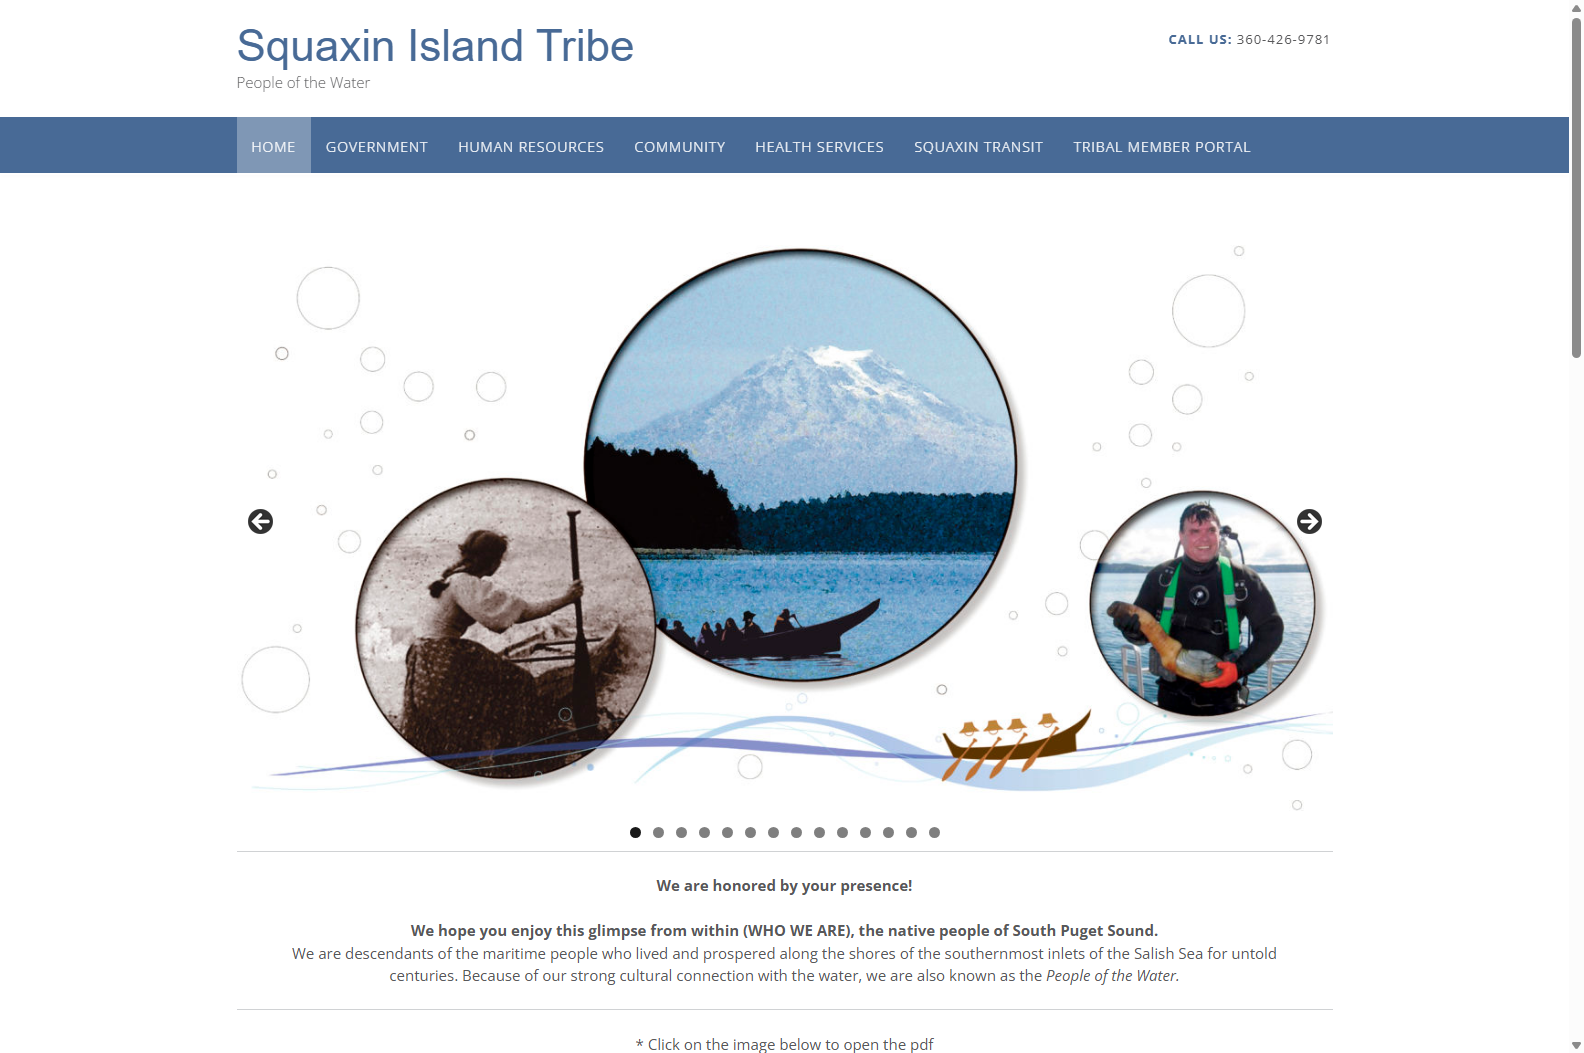 Squaxin Island Tribe
People of the Water
CALL US: 360-426-9781
HOME GOVERNMENT HUMAN RESOURCES COMMUNITY HEALTH SERVICES SQUAXIN TRANSIT TRIBAL MEMBER PORTAL
We are honored by your presence!
We hope you enjoy this glimpse from within (WHO WE ARE), the native people of South Puget Sound.
We are descendants of the maritime people who lived and prospered along the shores of the southernmost inlets of the Salish Sea for untold
centuries. Because of our strong cultural connection with the water, we are also known as the People of the Water.
* Click on the image below to open the pdf